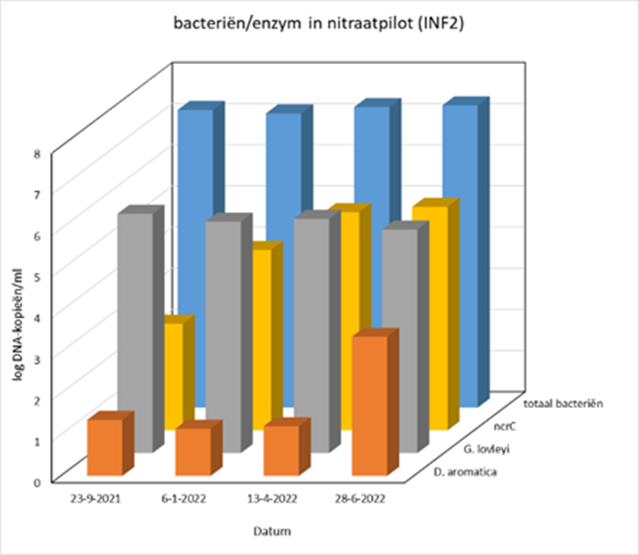 bacteriën/enzym in nitraatpilot (INF2)
log DNA-kopieën/ml
8
7
6
5
4
3
2
1
0
23-9-2021
6-1-2022
13-4-2022
28-6-2022
Datum
totaal bacteriën
ncrC
G. lovleyi
D. aromatica